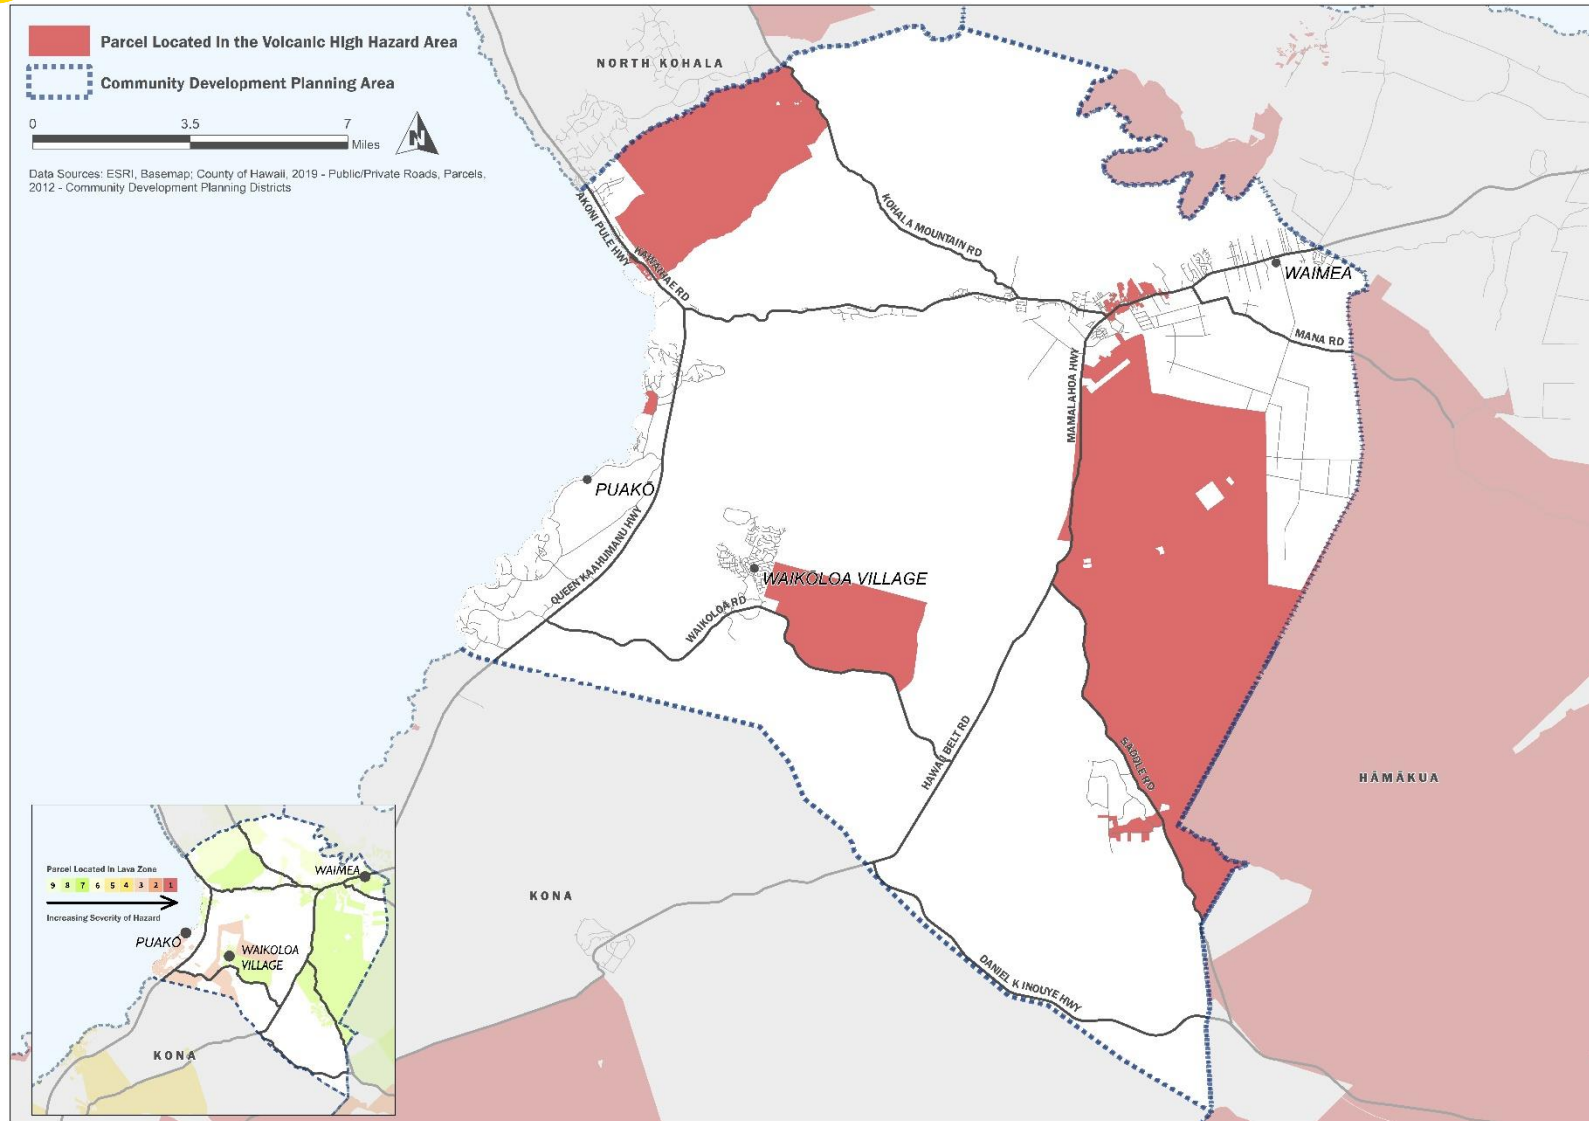 Parcel Located in the Volcanic High Hazard Area
Community Development Planning Area
0 3.5 7
Miles
N
Data Sources: ESRI, Basemap; County of Hawaii, 2019 - Public/Private Roads, Parcels,
2012 - Community Development Planning Districts
NORTH KOHALA
AKONI PULE HWY
KAWAIHAE RD
KOHALA MOUNTAIN RD
WAIMEA
MANA RD
MAMALAHOA HWY
PUAKŌ
QUEEN KAAHUMANU HWY
WAIKOLOA VILLAGE
WAIKOLOA RD
HAWAII BELT RD
SADDLE RD
HĀMĀKUA
KONA
DANIEL K INOUYE HWY
Parcel Located in Lava Zone
9 8 7 6 5 4 3 2 1
Increasing Severity of Hazard
WAIMEA
PUAKŌ
WAIKOLOA
VILLAGE
KONA